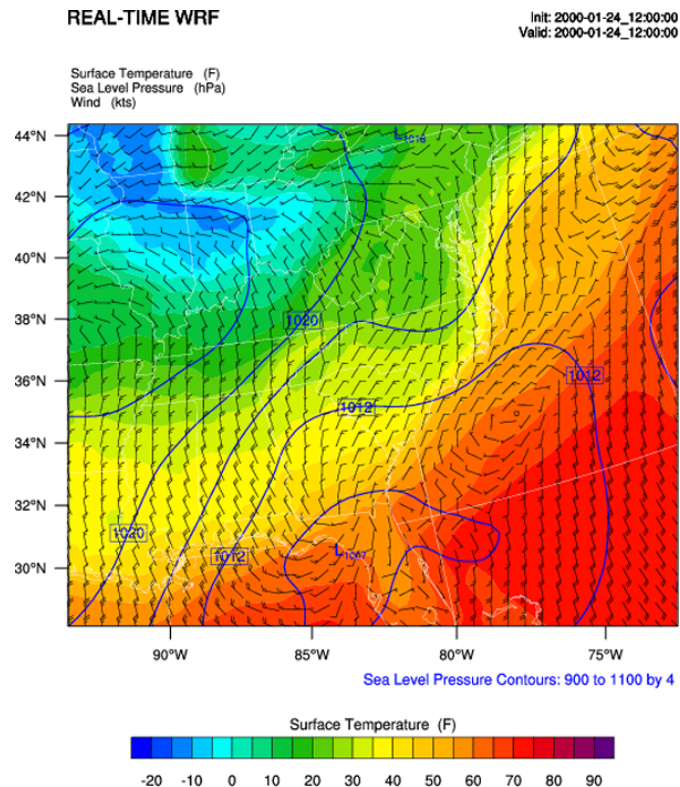 REAL-TIME WRF
Init: 2000-01-24_12:00:00
Valid: 2000-01-24_12:00:00
Surface Temperature (F)
Sea Level Pressure (hPa)
Wind (kts)
44°N
L1016
42°N
40°N
38°N
1020
36°N
1012
1012
34°N
32°N
1020
1012
L1007
30°N
90°W 85°W 80°W 75°W
Sea Level Pressure Contours: 900 to 1100 by 4
Surface Temperature (F)
-20 -10 0 10 20 30 40 50 60 70 80 90